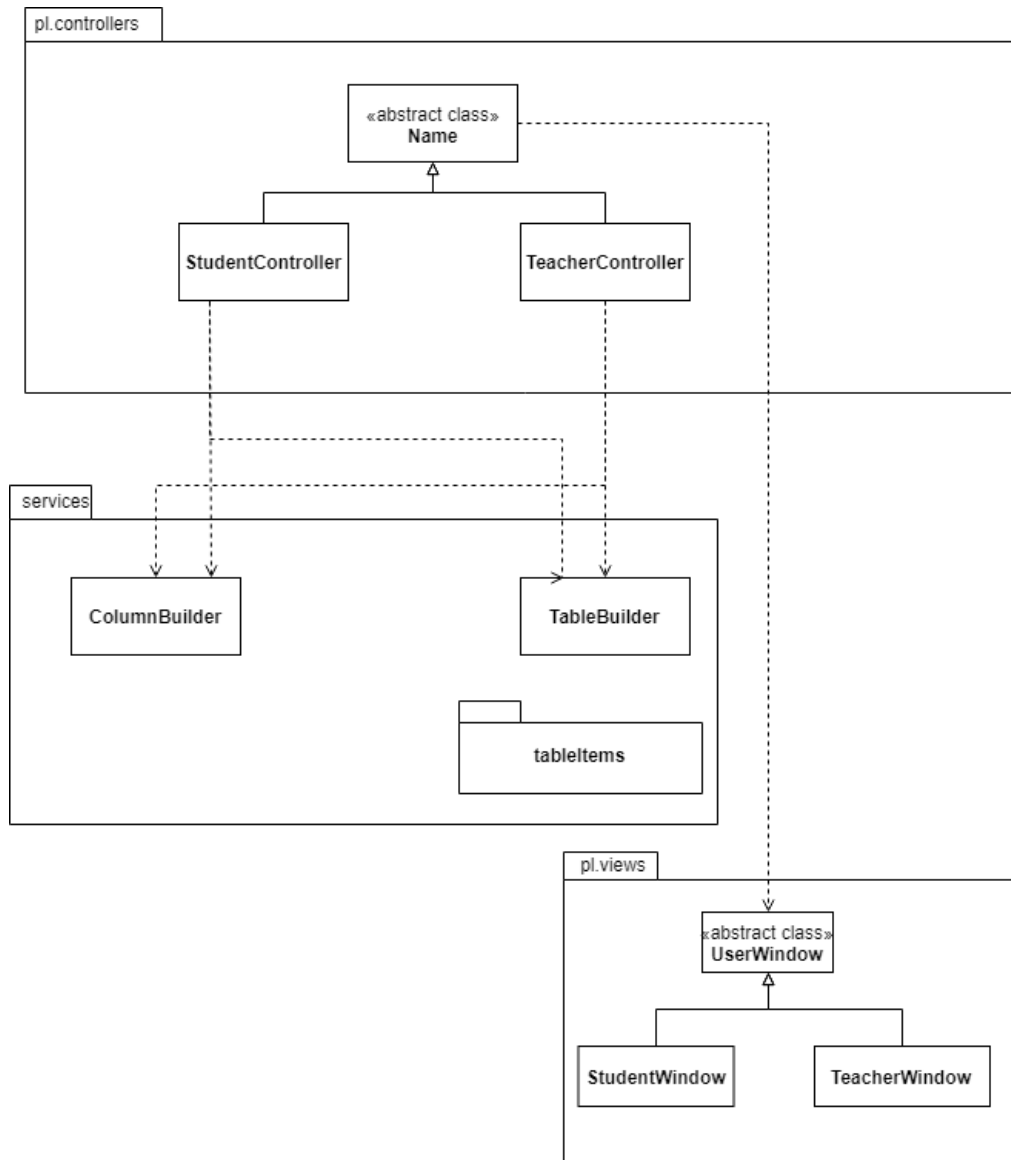 pl.controllers
«abstract class»
Name
StudentController
TeacherController
services
ColumnBuilder
TableBuilder
tableItems
pl.views
«abstract class»
UserWindow
StudentWindow
TeacherWindow